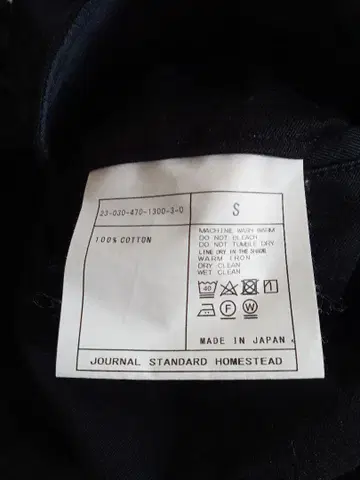 23-030-470-1300-3-0
S
100% COTTON
MACHINE WASH WARM
DO NOT BLEACH
DO NOT TUMBLE DRY
LINE DRY IN THE SHADE
WARM IRON
DRY CLEAN
WET CLEAN
40
F W
MADE IN JAPAN
JOURNAL STANDARD HOMESTEAD